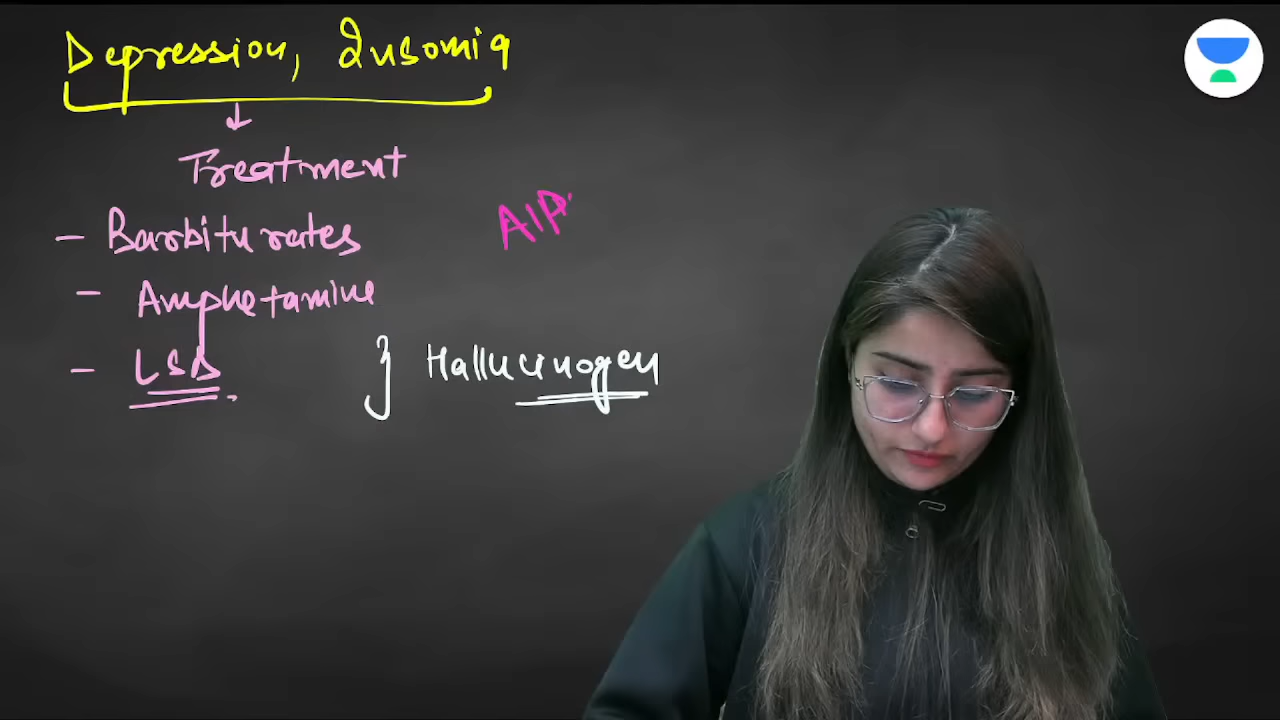 Depression, Insomia
Treatment
- Barbiturates
AIP
- Amphetamine
- LSD. } Hallucinogen